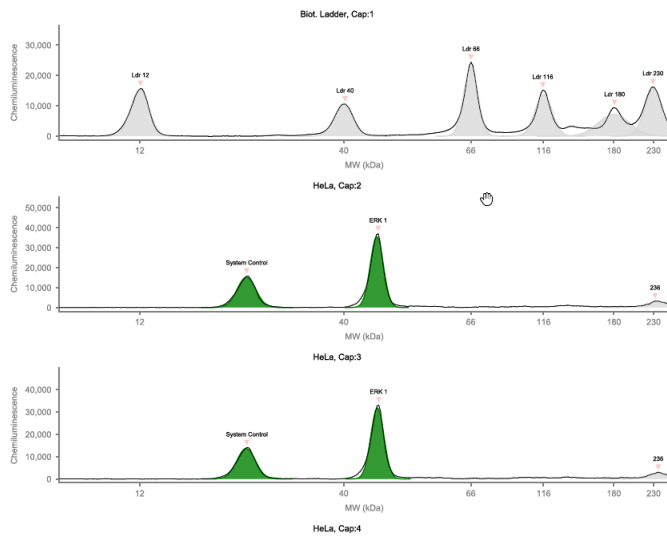 Biot. Ladder, Cap:1
Chemiluminescence
30,000
20,000
10,000
0
Ldr 12
Ldr 40
Ldr 66
Ldr 116
Ldr 180
Ldr 230
12
40
66
116
180
230
MW (kDa)
HeLa, Cap:2
Chemiluminescence
50,000
40,000
30,000
20,000
10,000
0
System Control
ERK 1
236
12
40
66
116
180
230
MW (kDa)
HeLa, Cap:3
Chemiluminescence
50,000
40,000
30,000
20,000
10,000
0
System Control
ERK 1
236
12
40
66
116
180
230
MW (kDa)
HeLa, Cap:4